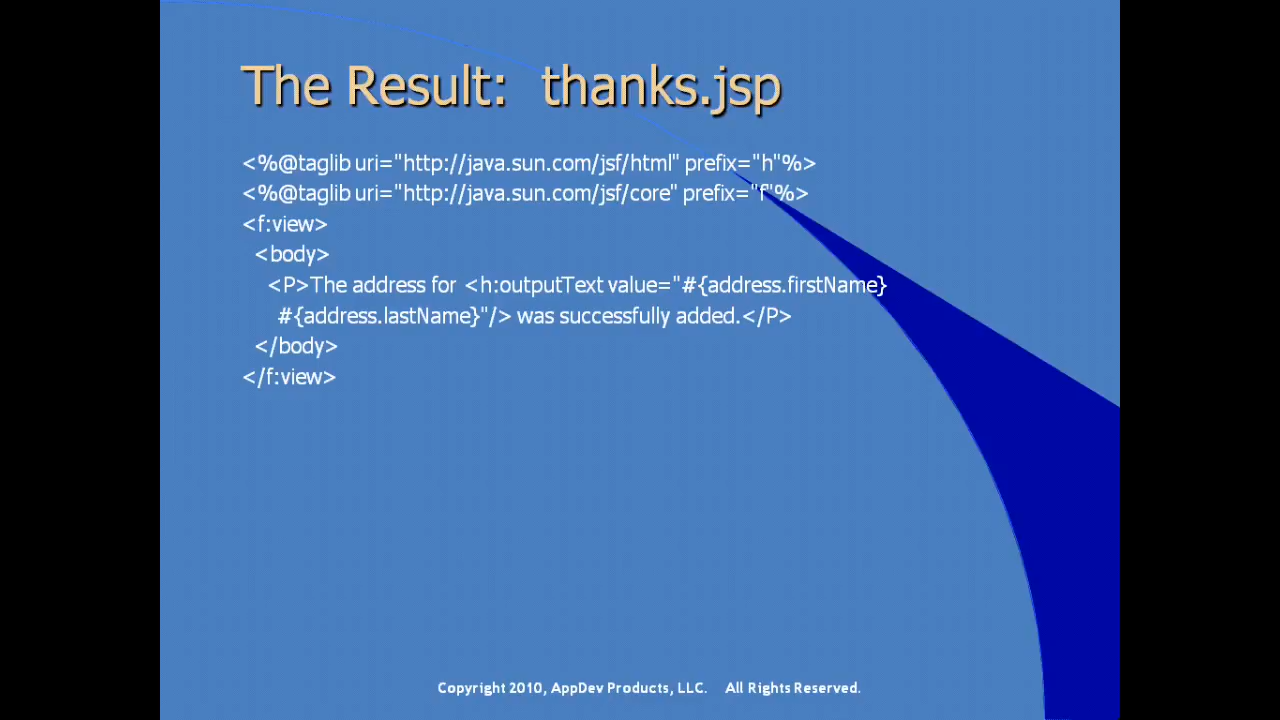 The Result: thanks.jsp
<%@taglib uri="http://java.sun.com/jsf/html" prefix="h"%>
<%@taglib uri="http://java.sun.com/jsf/core" prefix="f"%>
<f:view>
<body>
<P>The address for <h:outputText value="#{address.firstName}
#{address.lastName}"/> was successfully added.</P>
</body>
</f:view>
Copyright 2010, AppDev Products, LLC. All Rights Reserved.